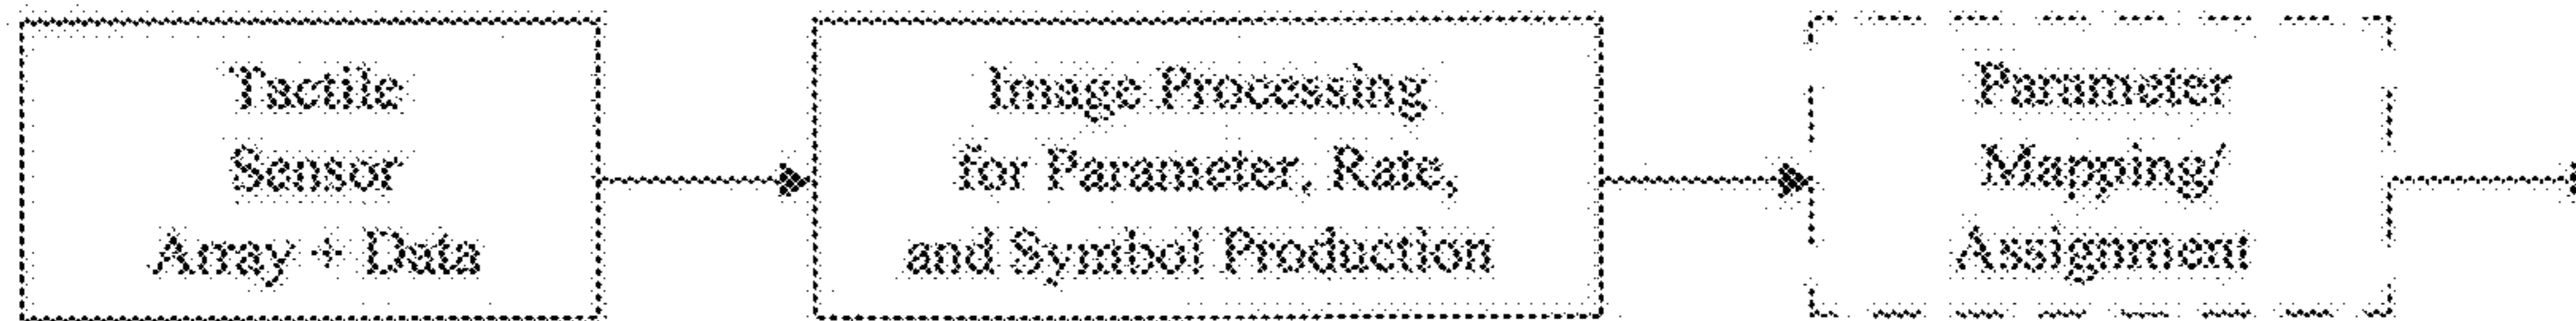 Tactile
Sensor
Array + Data
Image Processing
for Parameter, Rate,
and Symbol Production
Parameter
Mapping/
Assignment